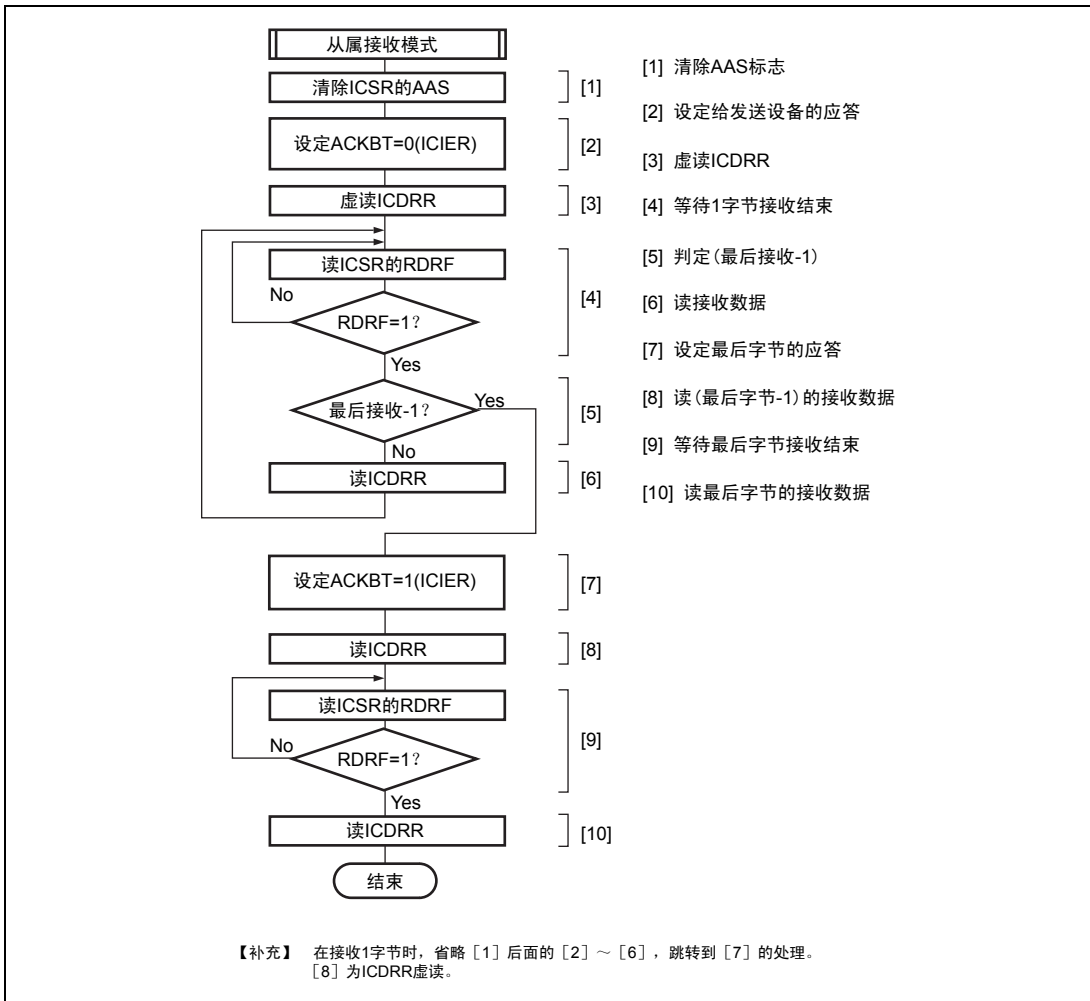 从属接收模式
清除ICSR的AAS
[1]
设定ACKBT=0(ICIER)
[2]
虚读ICDRR
[3]
读ICSR的RDRF
No
[4]
RDRF=1?
Yes
最后接收-1?
Yes
[5]
No
读ICDRR
[6]
设定ACKBT=1(ICIER)
[7]
读ICDRR
[8]
读ICSR的RDRF
No
[9]
RDRF=1?
Yes
读ICDRR
[10]
结束
[1] 清除AAS标志
[2] 设定给发送设备的应答
[3] 虚读ICDRR
[4] 等待1字节接收结束
[5] 判定(最后接收-1)
[6] 读接收数据
[7] 设定最后字节的应答
[8] 读(最后字节-1)的接收数据
[9] 等待最后字节接收结束
[10] 读最后字节的接收数据
【补充】 在接收1字节时，省略［1］后面的［2］～［6］，跳转到［7］的处理。
［8］为ICDRR虚读。